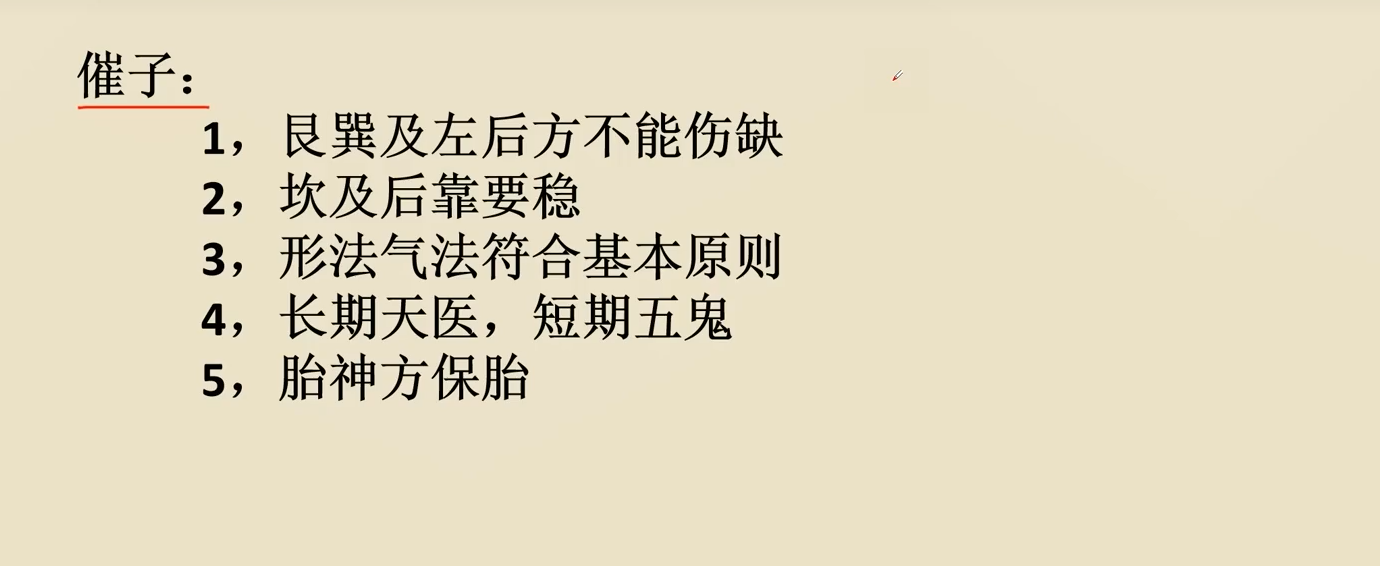 催子：
1，艮巽及左后方不能伤缺
2，坎及后靠要稳
3，形法气法符合基本原则
4，长期天医，短期五鬼
5，胎神方保胎